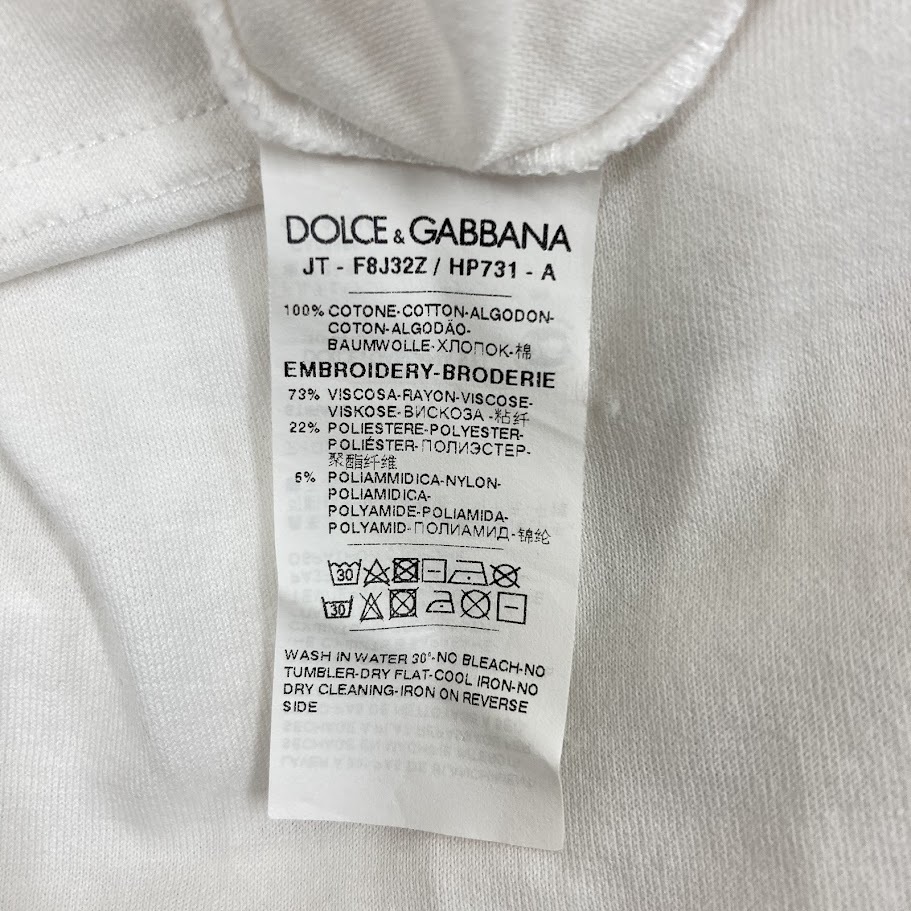 DOLCE & GABBANA
JT - F8J32Z / HP731 - A
100% COTONE-COTTON-ALGODON-
COTON-ALGODÃO-
BAUMWOLLE-ХЛОПОК-棉
EMBROIDERY-BRODERIE
73% VISCOSA-RAYON-VISCOSE-
VISKOSE-ВИСКОЗА -粘纤
22% POLIESTERE-POLYESTER-
POLIÉSTER-ПОЛИЭСТЕР-
聚酯纤维
5% POLIAMMIDICA-NYLON-
POLIAMIDICA-
POLYAMIDE-POLIAMIDA-
POLYAMID-ПОЛИАМИД-锦纶
30
30
WASH IN WATER 30°-NO BLEACH-NO
TUMBLER-DRY FLAT-COOL IRON-NO
DRY CLEANING-IRON ON REVERSE
SIDE